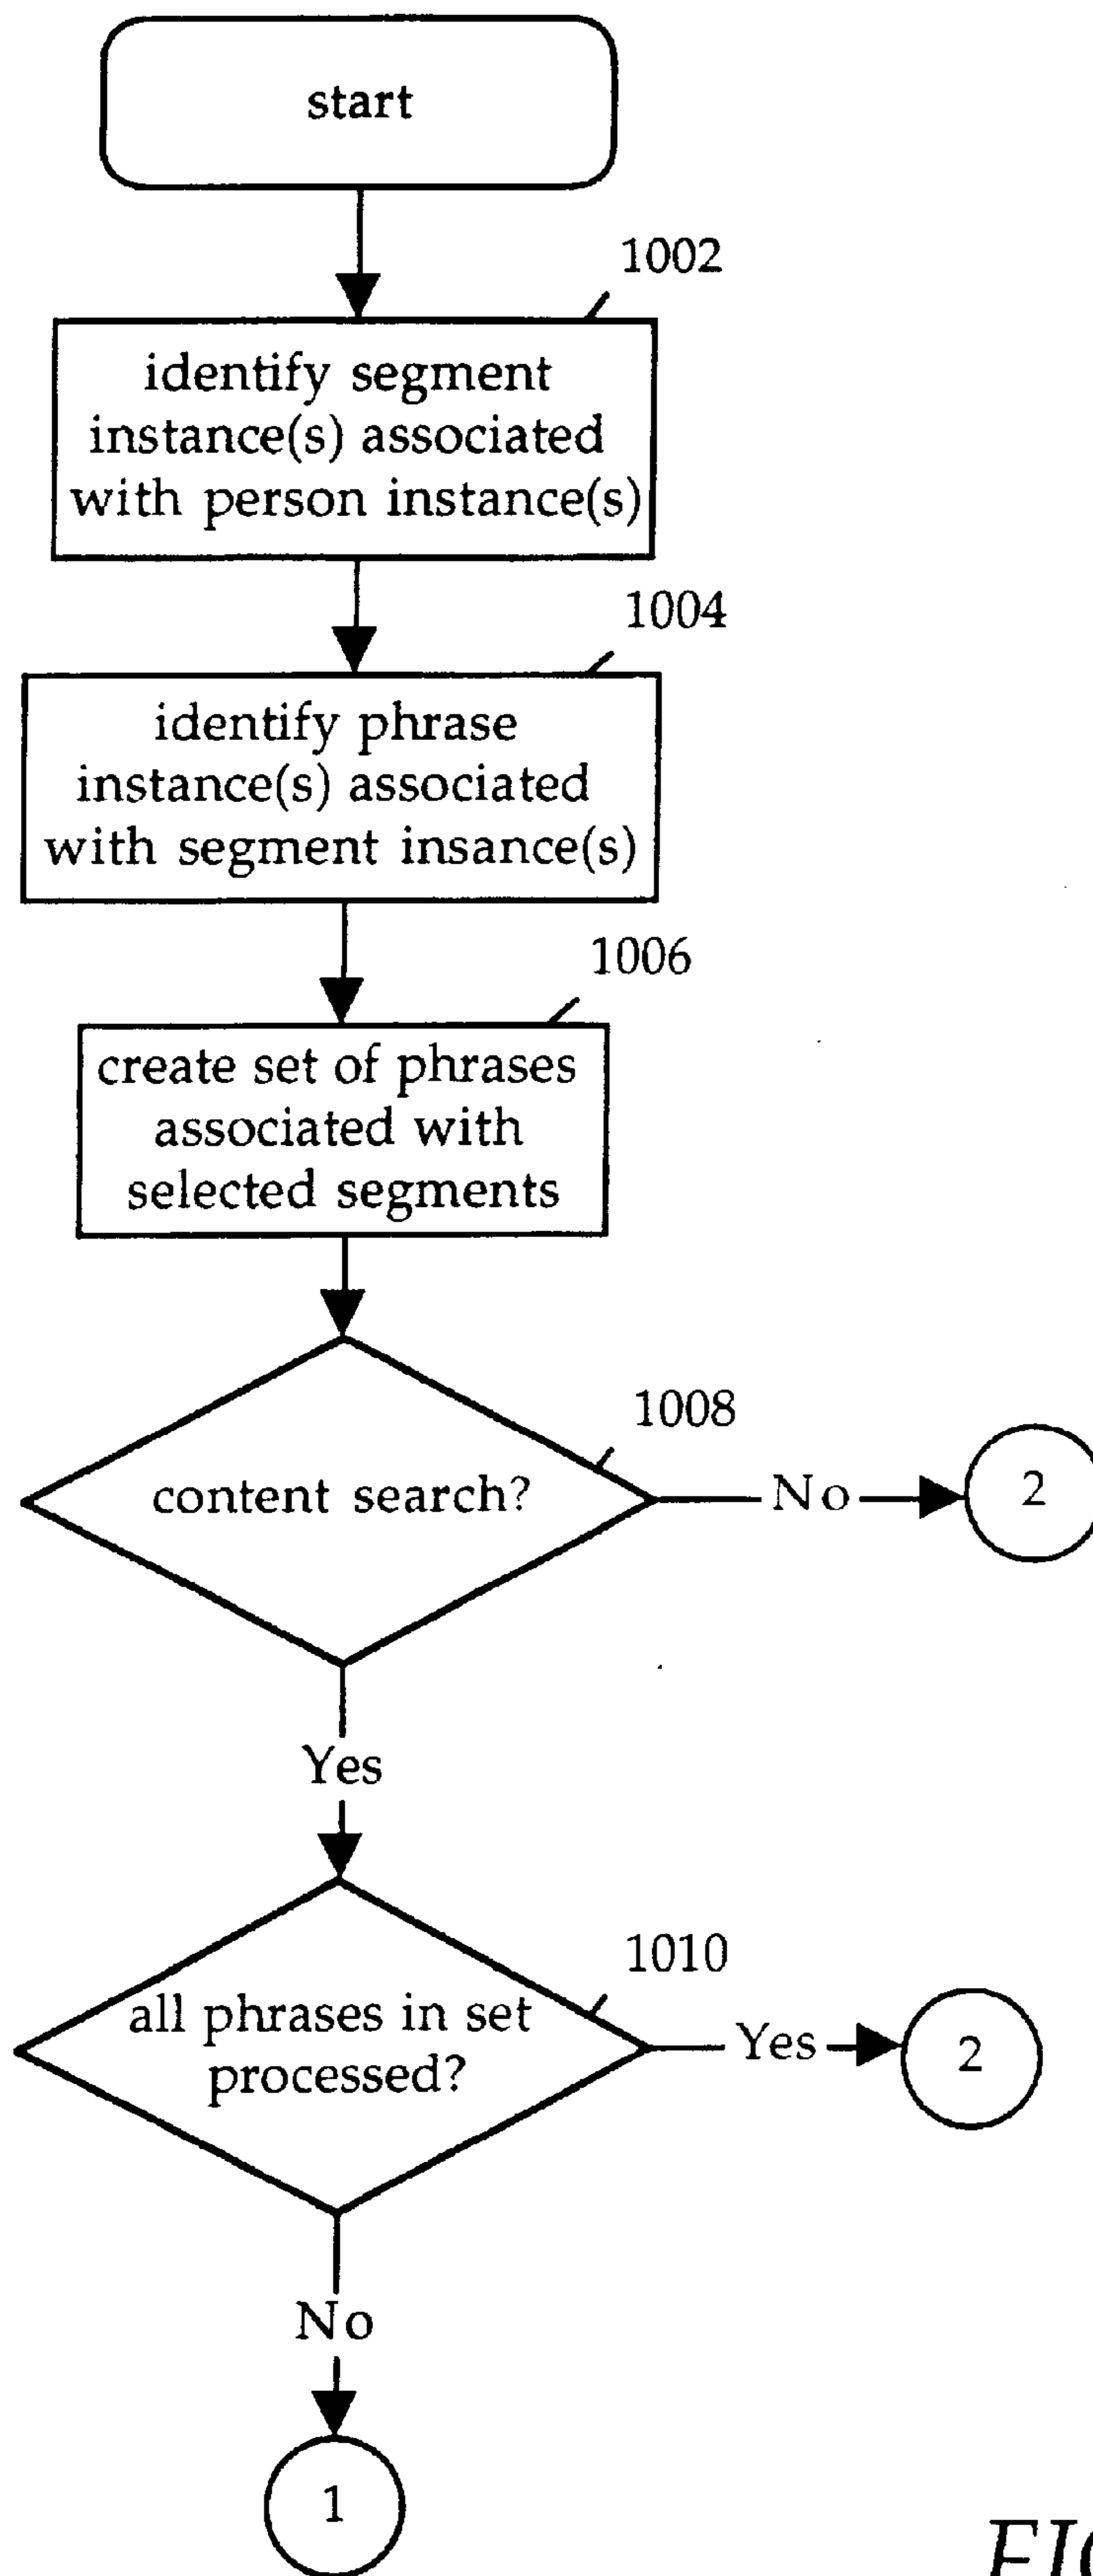 start
1002
identify segment
instance(s) associated
with person instance(s)
1004
identify phrase
instance(s) associated
with segment insance(s)
1006
create set of phrases
associated with
selected segments
1008
content search?
No
2
Yes
1010
all phrases in set
processed?
Yes
2
No
1